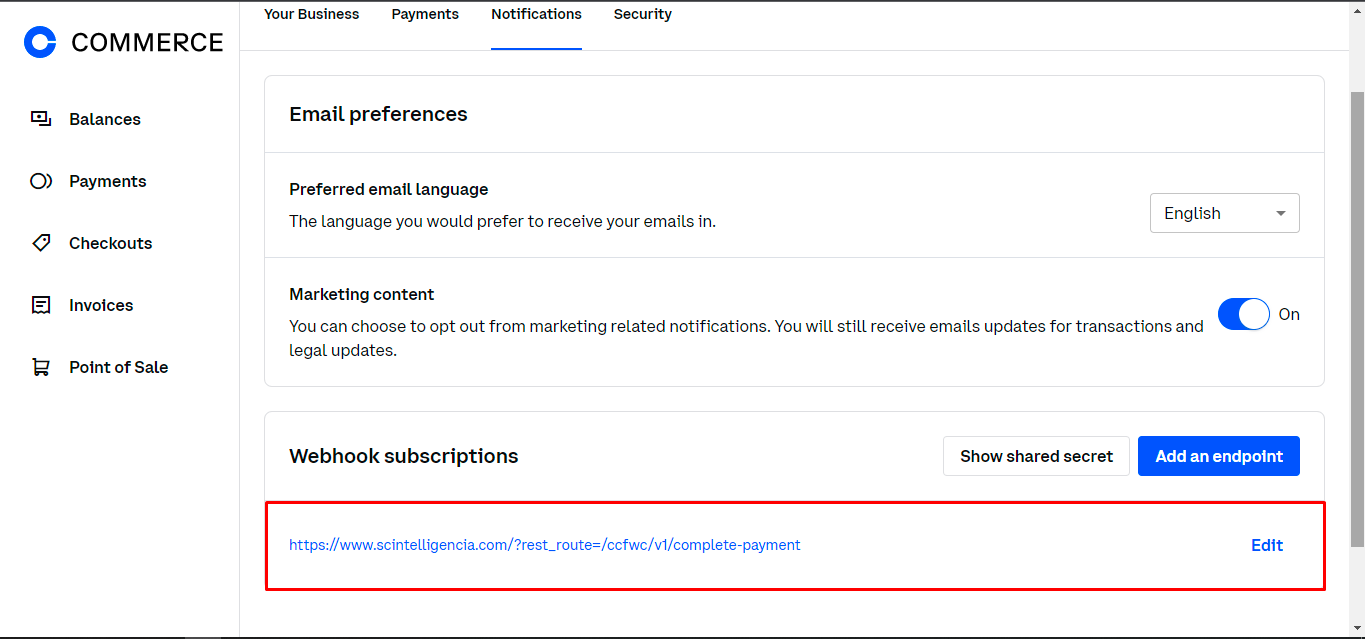 Your Business
Payments
Notifications
Security
COMMERCE
Balances
Payments
Checkouts
Invoices
Point of Sale
Email preferences
Preferred email language
The language you would prefer to receive your emails in.
English
Marketing content
You can choose to opt out from marketing related notifications. You will still receive emails updates for transactions and
legal updates.
On
Webhook subscriptions
Show shared secret
Add an endpoint
https://www.scintelligencia.com/?rest_route=/ccfwc/v1/complete-payment
Edit